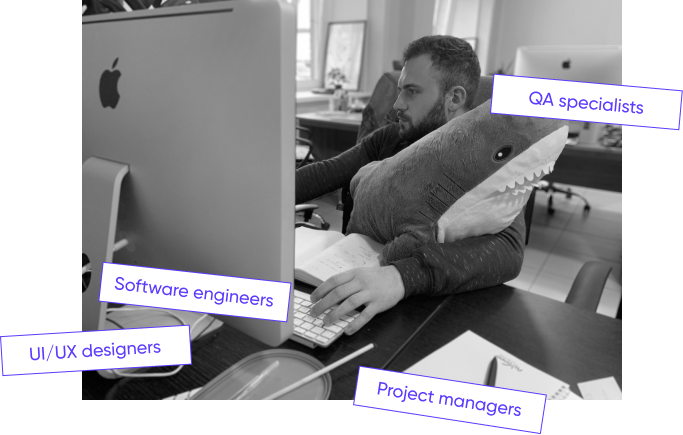 QA specialists
Software engineers
UI/UX designers
Project managers